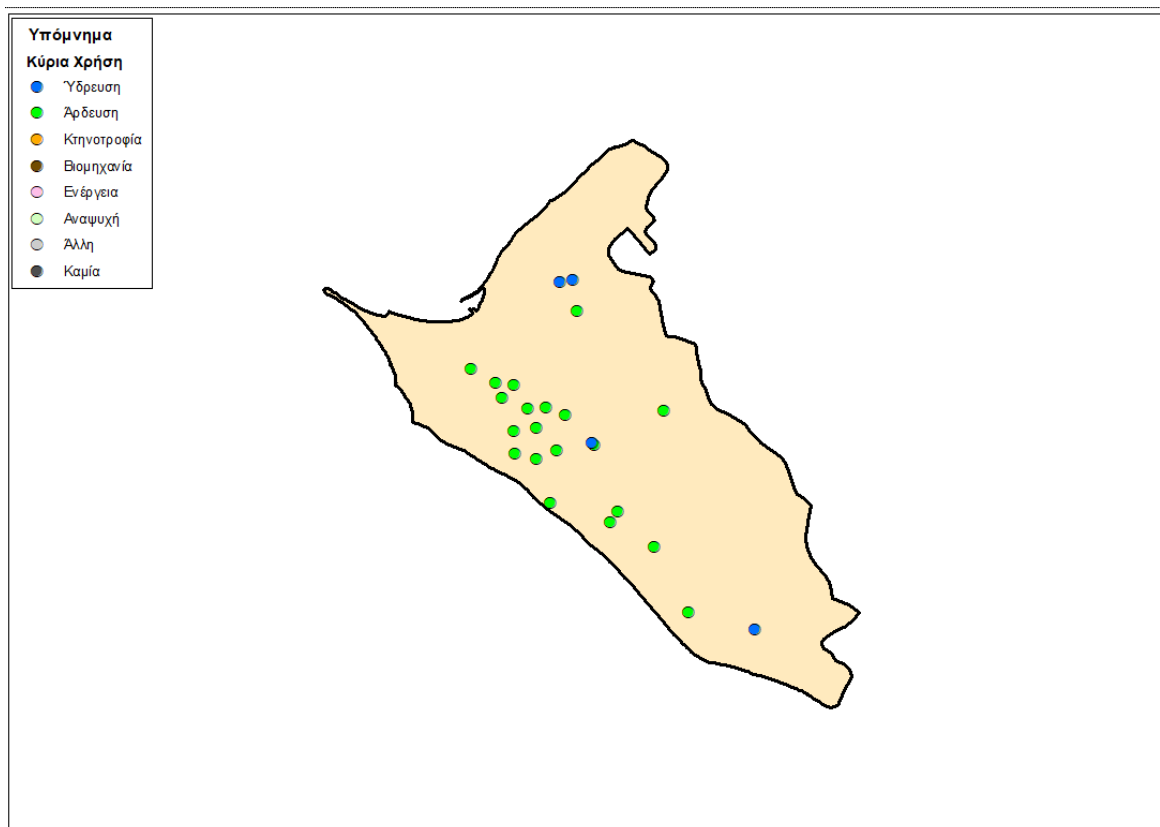 Υπόμνημα
Κύρια Χρήση
Ύδρευση
Άρδευση
Κτηνοτροφία
Βιομηχανία
Ενέργεια
Αναψυχή
Άλλη
Καμία